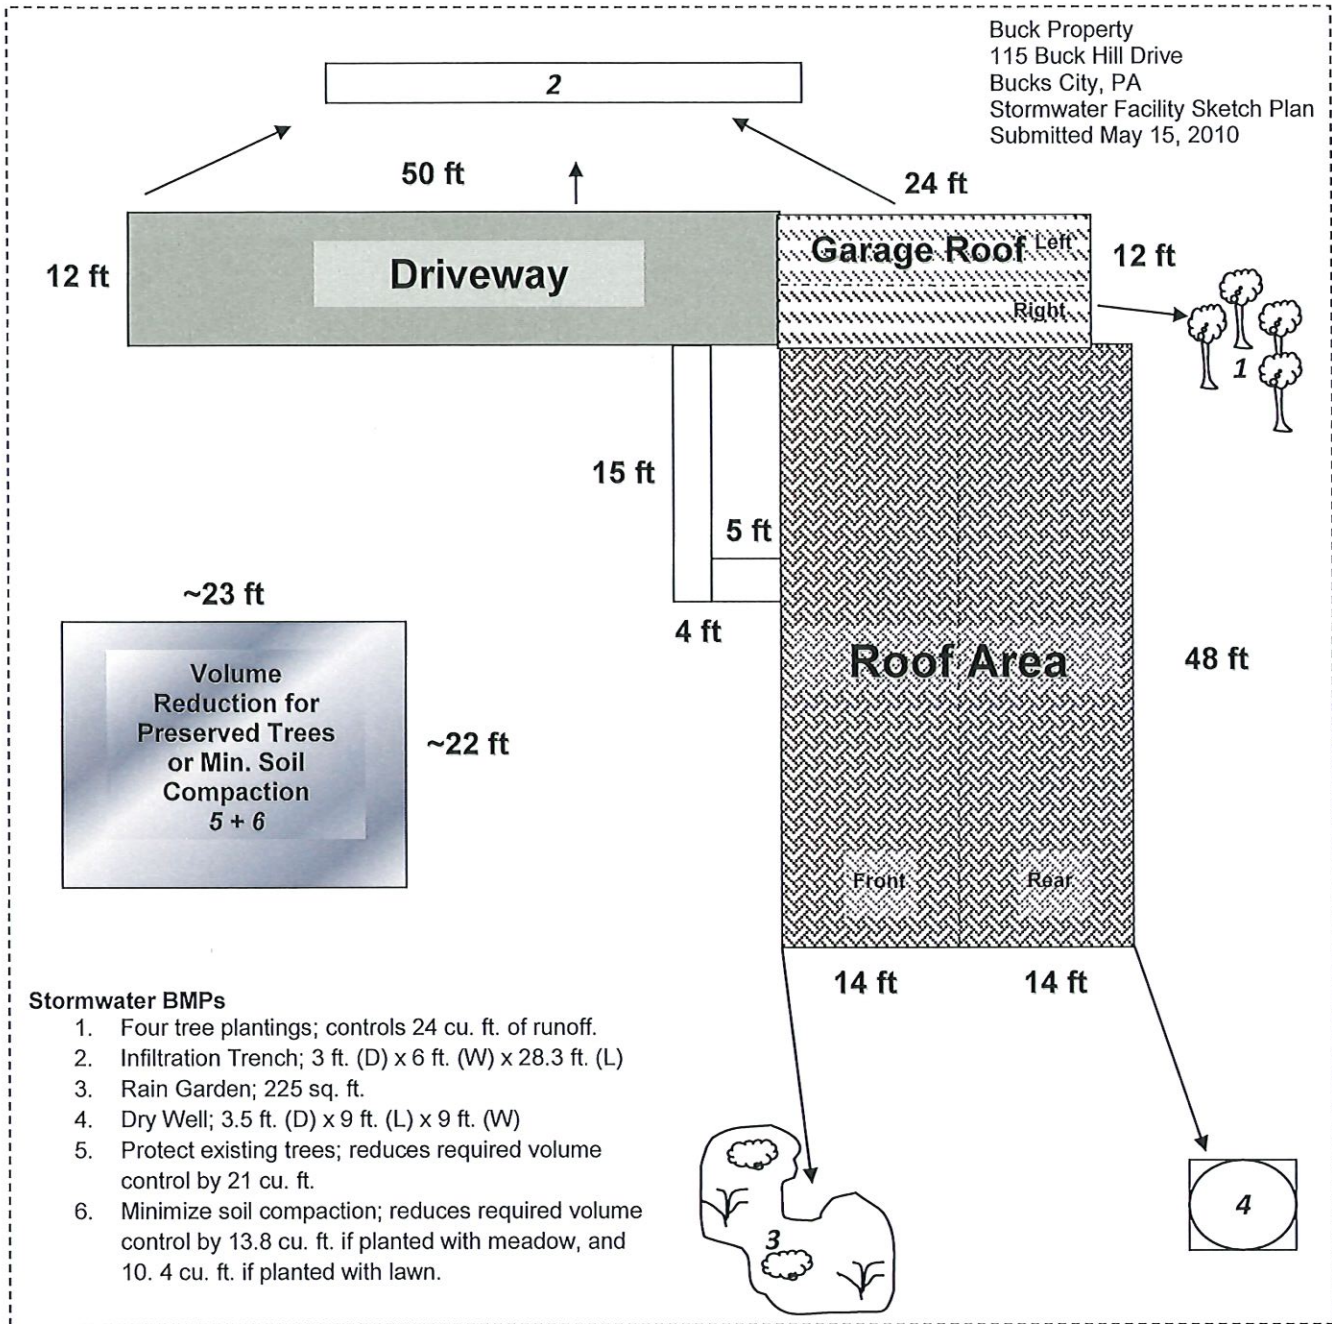 Buck Property
115 Buck Hill Drive
Bucks City, PA
Stormwater Facility Sketch Plan
Submitted May 15, 2010
2
50 ft
24 ft
12 ft
Driveway
Garage Roof
Left
Right
12 ft
1
15 ft
5 ft
4 ft
~23 ft
Volume
Reduction for
Preserved Trees
or Min. Soil
Compaction
5 + 6
~22 ft
Roof Area
48 ft
Front
Rear
14 ft
14 ft
Stormwater BMPs
1. Four tree plantings; controls 24 cu. ft. of runoff.
2. Infiltration Trench; 3 ft. (D) x 6 ft. (W) x 28.3 ft. (L)
3. Rain Garden; 225 sq. ft.
4. Dry Well; 3.5 ft. (D) x 9 ft. (L) x 9 ft. (W)
5. Protect existing trees; reduces required volume
control by 21 cu. ft.
6. Minimize soil compaction; reduces required volume
control by 13.8 cu. ft. if planted with meadow, and
10. 4 cu. ft. if planted with lawn.
3
4